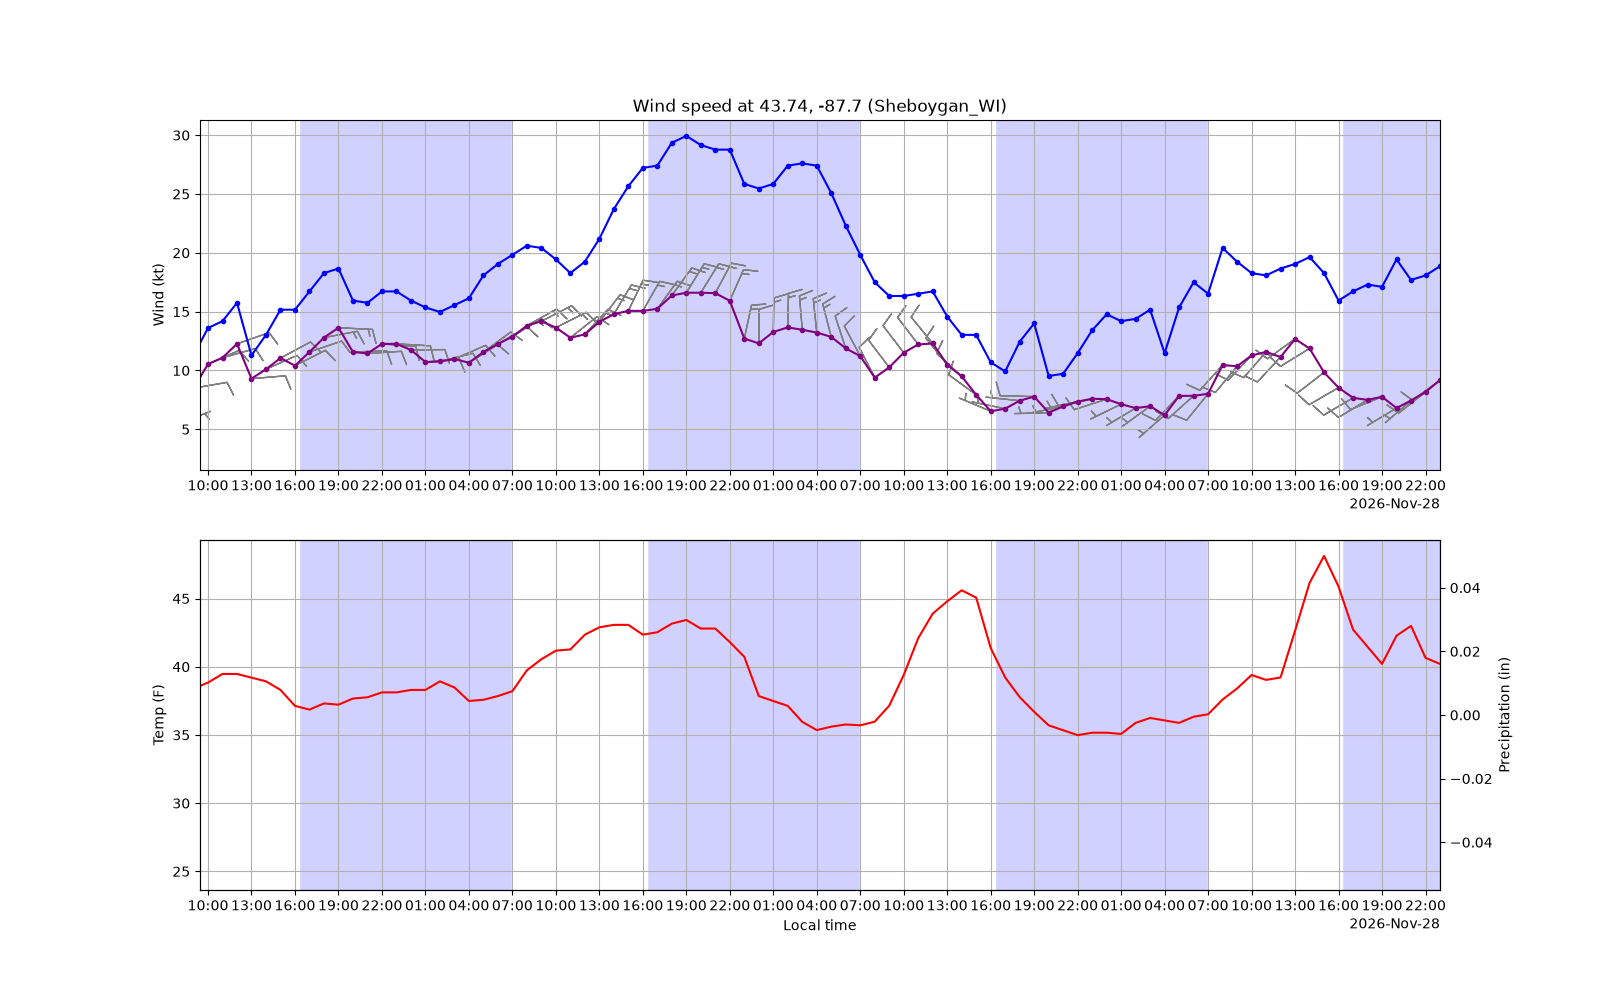 Wind speed at 43.74, -87.7 (Sheboygan_WI)
30
25
20
15
10
5
Wind (kt)
10:00 13:00 16:00 19:00 22:00 01:00 04:00 07:00 10:00 13:00 16:00 19:00 22:00 01:00 04:00 07:00 10:00 13:00 16:00 19:00 22:00 01:00 04:00 07:00 10:00 13:00 16:00 19:00 22:00
2026-Nov-28
45
40
35
30
25
Temp (F)
0.04
0.02
0.00
−0.02
−0.04
Precipitation (in)
10:00 13:00 16:00 19:00 22:00 01:00 04:00 07:00 10:00 13:00 16:00 19:00 22:00 01:00 04:00 07:00 10:00 13:00 16:00 19:00 22:00 01:00 04:00 07:00 10:00 13:00 16:00 19:00 22:00
Local time
2026-Nov-28